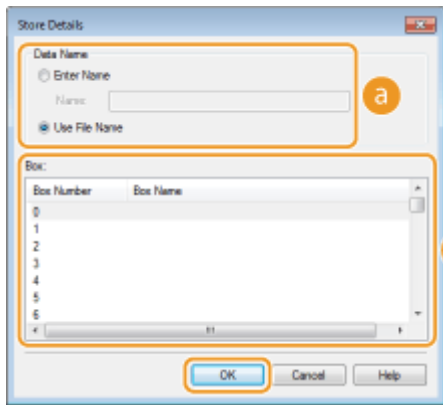 Store Details
Data Name
Enter Name
Name:
a
Use File Name
Box:
Box Number Box Name
0
1
2
3
4
5
6
OK Cancel Help